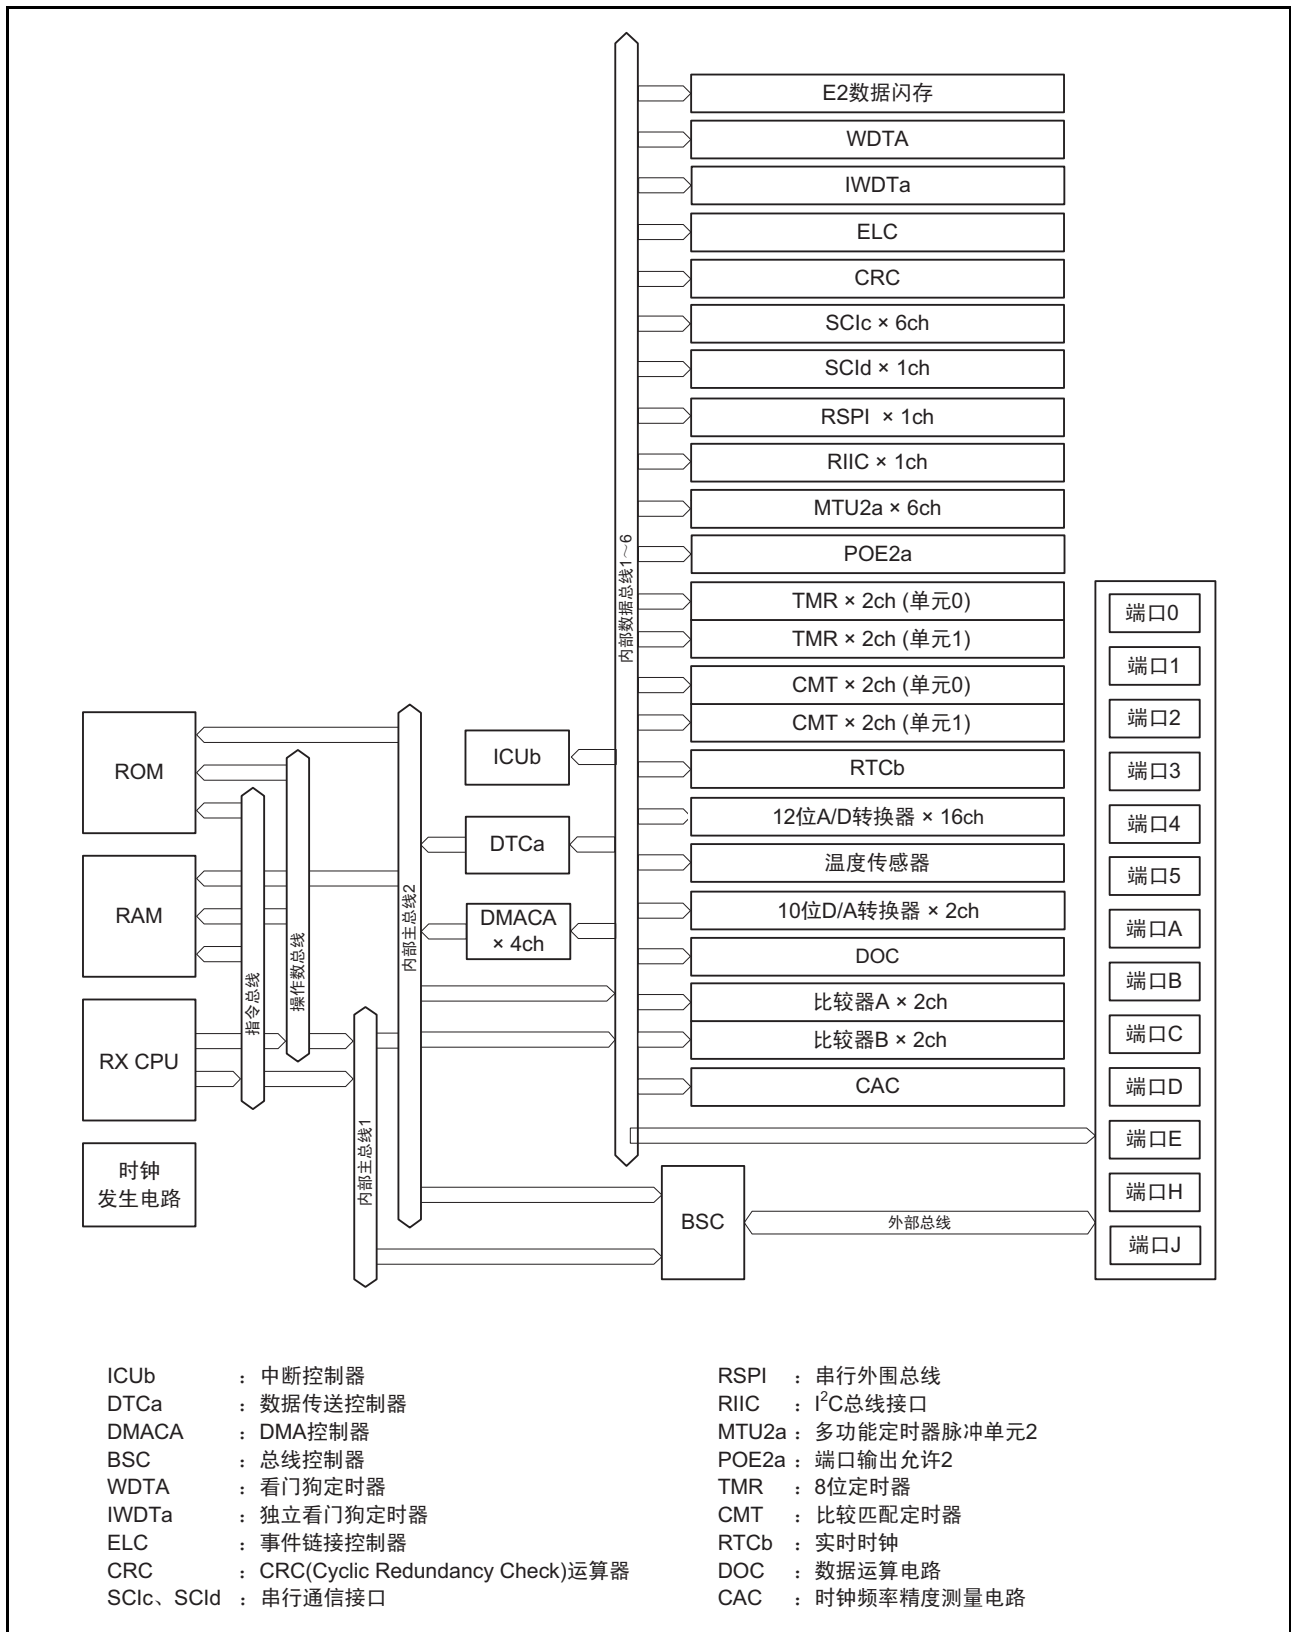 E2数据闪存
WDTA
IWDTa
ELC
CRC
SCIc × 6ch
SCId × 1ch
RSPI × 1ch
RIIC × 1ch
MTU2a × 6ch
POE2a
TMR × 2ch (单元0)
TMR × 2ch (单元1)
CMT × 2ch (单元0)
CMT × 2ch (单元1)
RTCb
12位A/D转换器 × 16ch
温度传感器
10位D/A转换器 × 2ch
DOC
比较器A × 2ch
比较器B × 2ch
CAC
内部数据总线1～6
端口0
端口1
端口2
端口3
端口4
端口5
端口A
端口B
端口C
端口D
端口E
端口H
端口J
ROM
RAM
RX CPU
时钟
发生电路
指令总线
操作数总线
内部主总线1
内部主总线2
ICUb
DTCa
DMACA
× 4ch
BSC
外部总线
ICUb ：中断控制器
DTCa ：数据传送控制器
DMACA ：DMA控制器
BSC ：总线控制器
WDTA ：看门狗定时器
IWDTa ：独立看门狗定时器
ELC ：事件链接控制器
CRC ：CRC(Cyclic Redundancy Check)运算器
SCIc、SCId ：串行通信接口
RSPI ：串行外围总线
RIIC ：I²C总线接口
MTU2a ：多功能定时器脉冲单元2
POE2a ：端口输出允许2
TMR ：8位定时器
CMT ：比较匹配定时器
RTCb ：实时时钟
DOC ：数据运算电路
CAC ：时钟频率精度测量电路